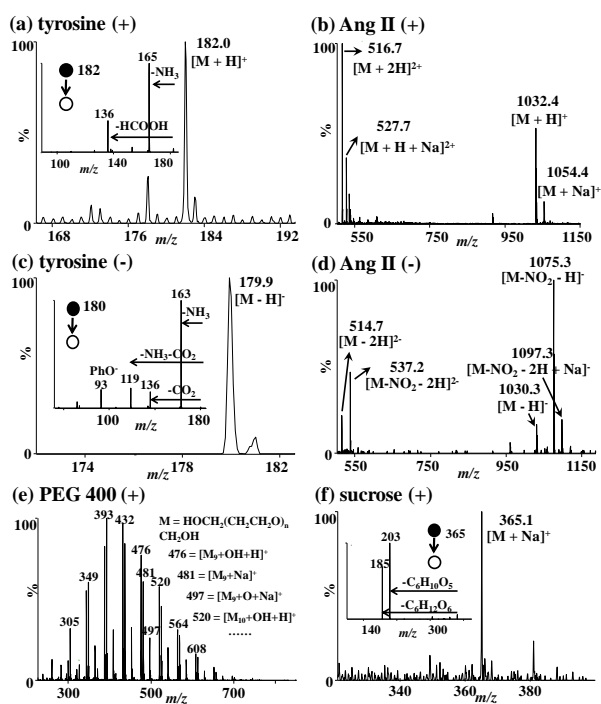 (a) tyrosine (+)
182.0
[M + H]⁺
182
165
-NH₃
136
-HCOOH
100 140 180
m/z
%
168 176 184 192
m/z
(b) Ang II (+)
516.7
[M + 2H]²⁺
527.7
[M + H + Na]²⁺
1032.4
[M + H]⁺
1054.4
[M + Na]⁺
%
550 750 950 1150
m/z
(c) tyrosine (-)
179.9
[M - H]⁻
180
163
-NH₃
-NH₃-CO₂
PhO⁻
93 119 136
-CO₂
100 180
m/z
%
174 178 182
m/z
(d) Ang II (-)
1075.3
[M-NO₂ - H]⁻
514.7
[M - 2H]²⁻
537.2
[M-NO₂ - 2H]²⁻
1097.3
[M-NO₂ - 2H + Na]⁻
1030.3
[M - H]⁻
%
550 750 950 1150
m/z
(e) PEG 400 (+)
393
432
349
476
481
520
305
497
564
608
M = HOCH₂(CH₂CH₂O)ₙ
CH₂OH
476 = [M₉+OH+H]⁺
481 = [M₉+Na]⁺
497 = [M₉+O+Na]⁺
520 = [M₁₀+OH+H]⁺
......
%
300 500 700
m/z
(f) sucrose (+)
365.1
[M + Na]⁺
203
185
365
-C₆H₁₀O₅
-C₆H₁₂O₆
140 300
m/z
%
340 360 380
m/z